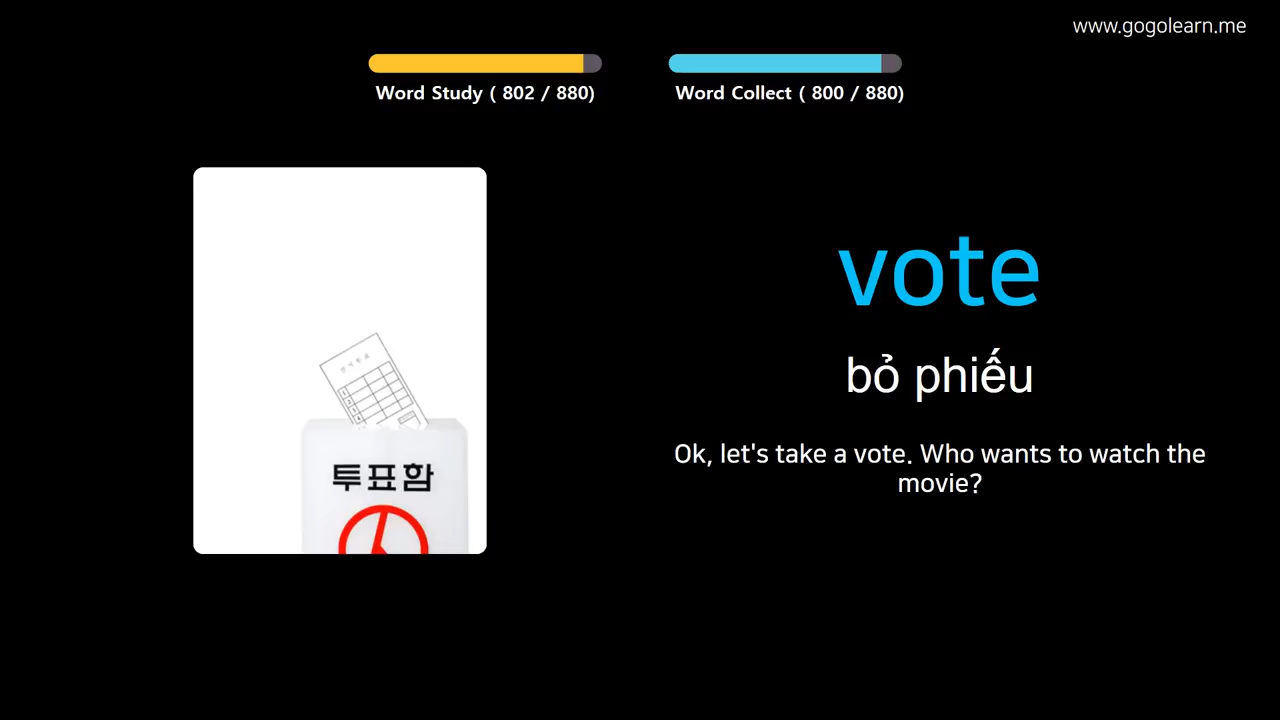 www.gogolearn.me
Word Study ( 802 / 880)
Word Collect ( 800 / 880)
vote
bỏ phiếu
Ok, let's take a vote. Who wants to watch the
movie?
투표함